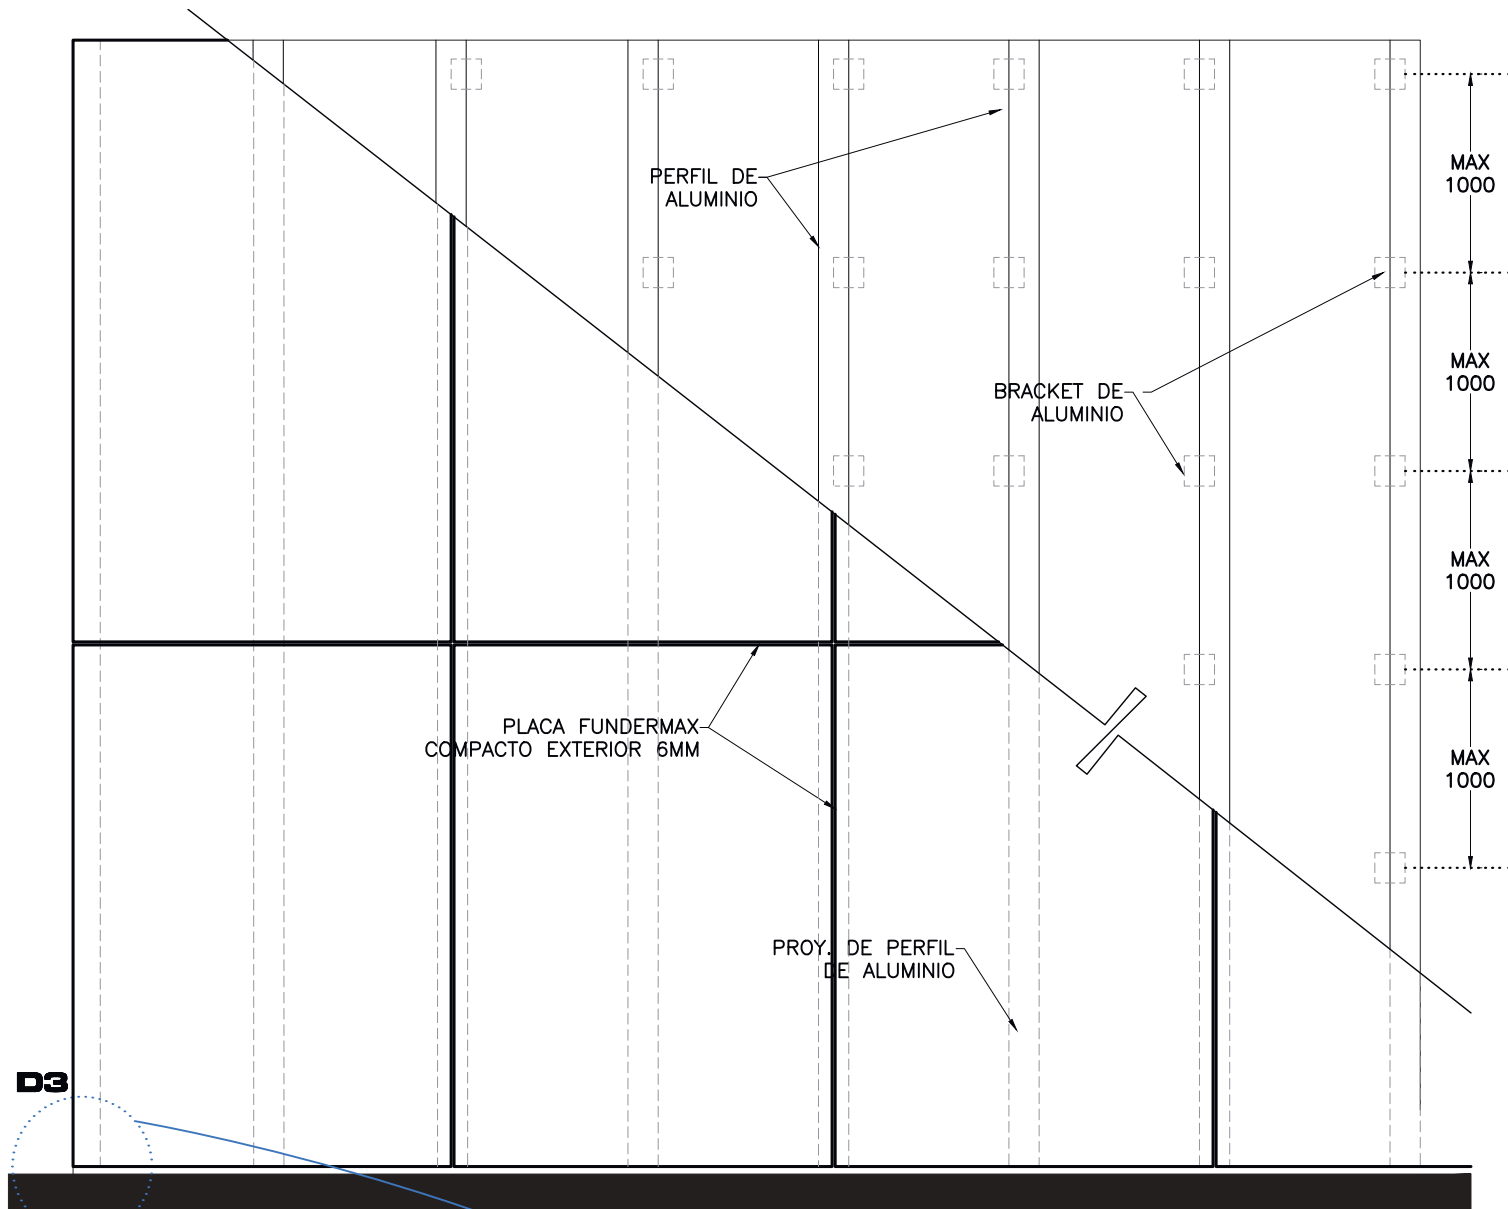 PERFIL DE
ALUMINIO
MAX
1000
MAX
1000
BRACKET DE
ALUMINIO
MAX
1000
PLACA FUNDERMAX
COMPACTO EXTERIOR 6MM
MAX
1000
PROY. DE PERFIL
DE ALUMINIO
D3